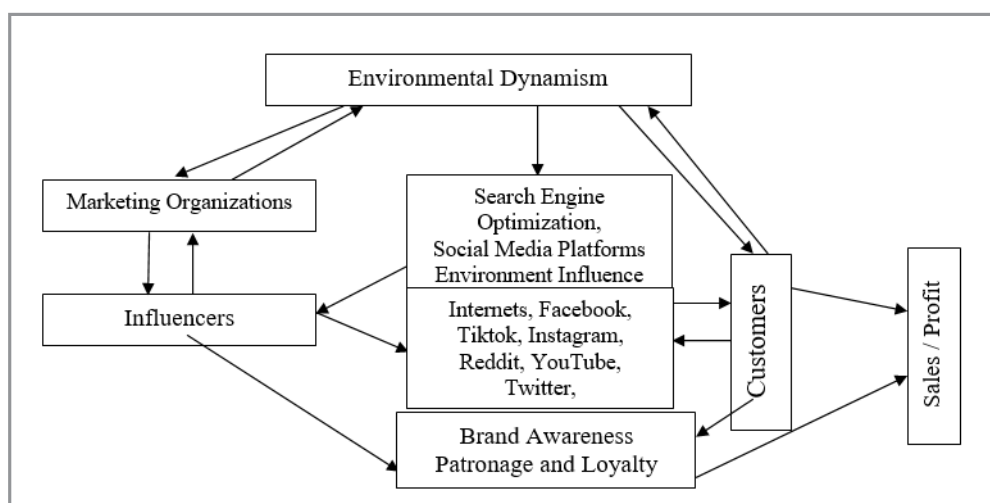 Environmental Dynamism
Marketing Organizations
Search Engine
Optimization,
Social Media Platforms
Environment Influence
Influencers
Internets, Facebook,
Tiktok, Instagram,
Reddit, YouTube,
Twitter,
Customers
Sales / Profit
Brand Awareness
Patronage and Loyalty